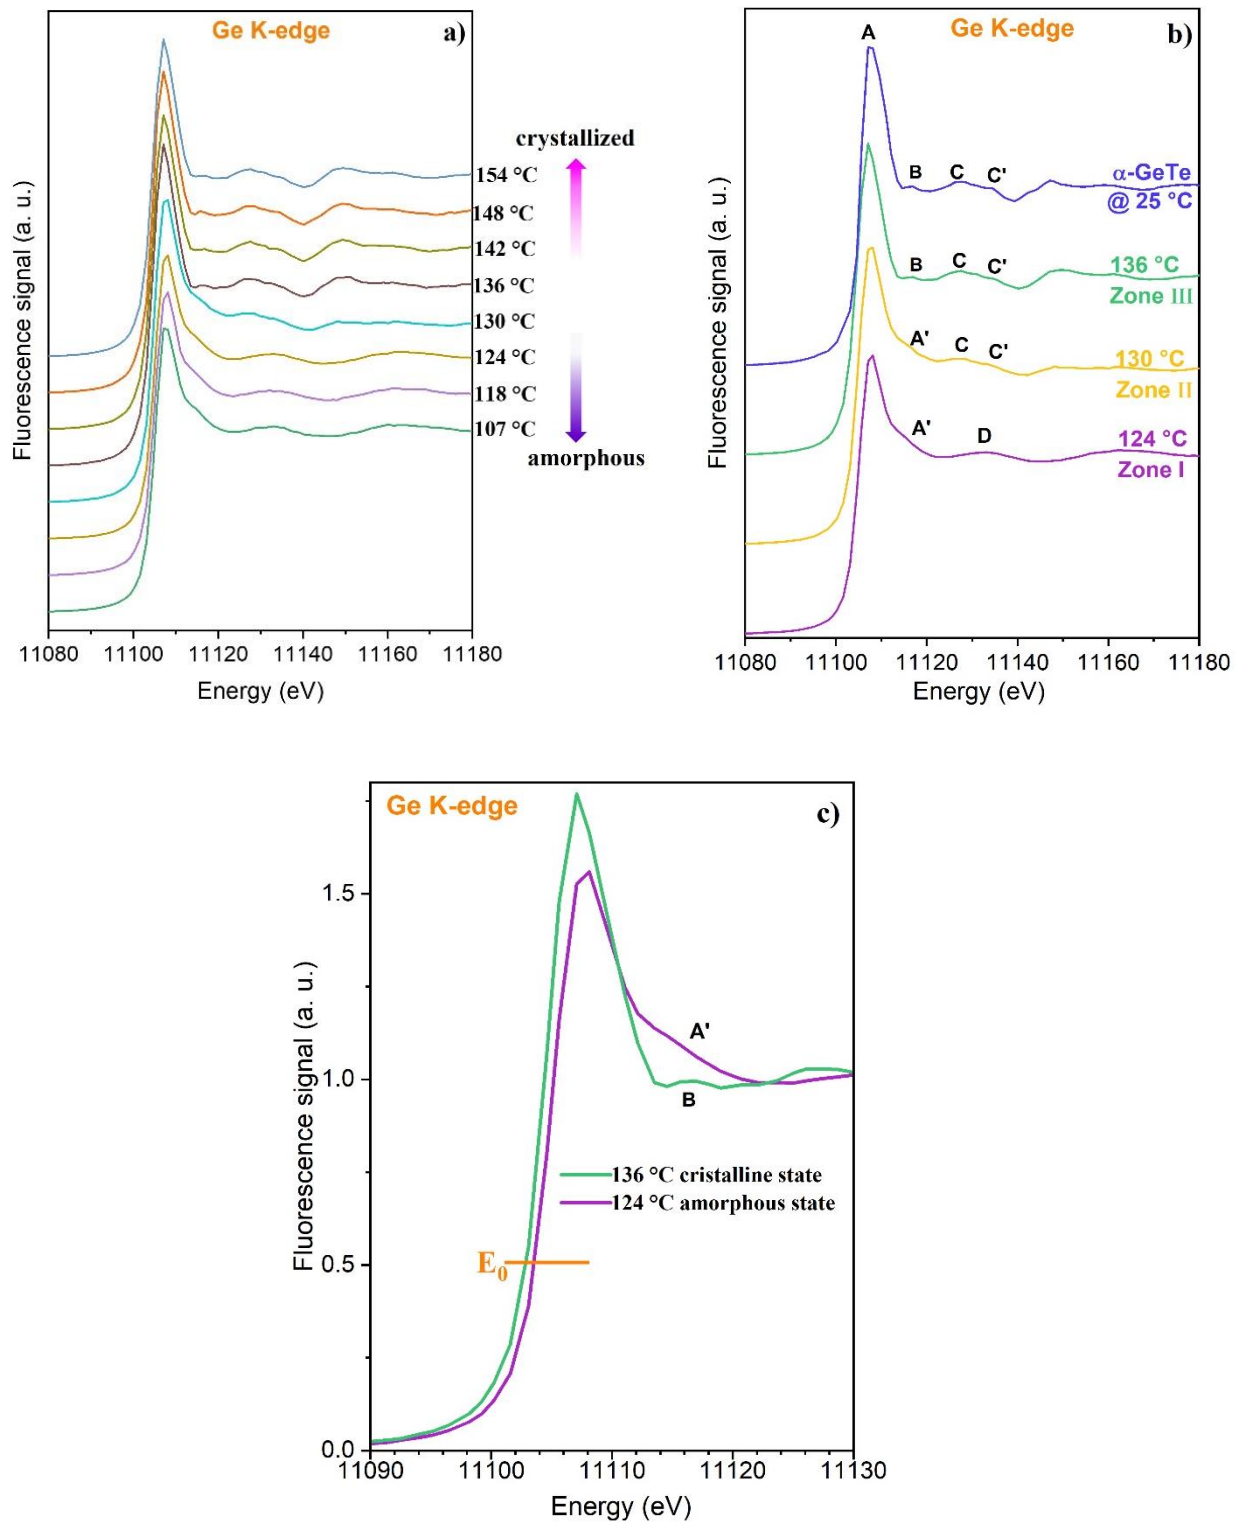 Ge K-edge
a)
Fluorescence signal (a. u.)
154 °C
148 °C
142 °C
136 °C
130 °C
124 °C
118 °C
107 °C
crystallized
amorphous
11080 11100 11120 11140 11160 11180
Energy (eV)
Ge K-edge
b)
Fluorescence signal (a. u.)
A
B C C'
α-GeTe
@ 25 °C
B C C'
136 °C
Zone III
A' C C'
130 °C
Zone II
A' D
124 °C
Zone I
11080 11100 11120 11140 11160 11180
Energy (eV)
Ge K-edge
c)
Fluorescence signal (a. u.)
1.5
1.0
0.5
0.0
A'
B
136 °C cristalline state
124 °C amorphous state
E₀
11090 11100 11110 11120 11130
Energy (eV)